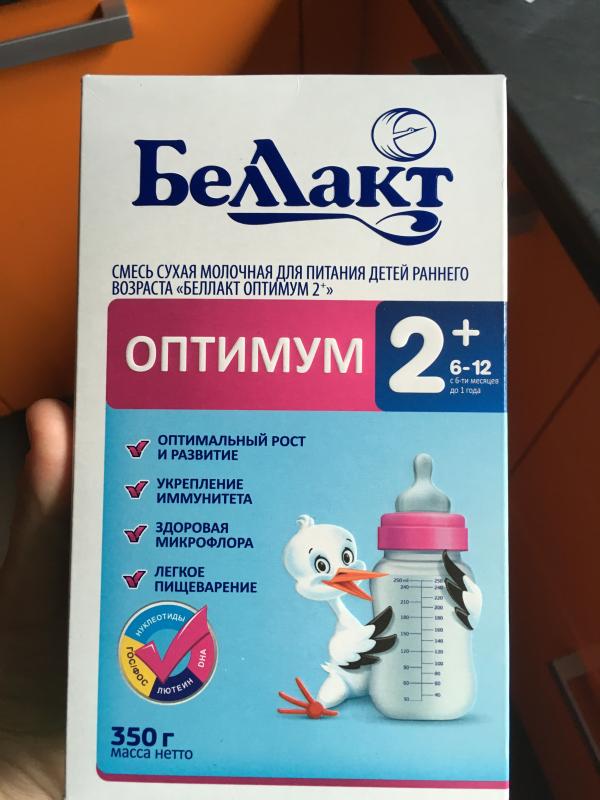 Беллакт
СМЕСЬ СУХАЯ МОЛОЧНАЯ ДЛЯ ПИТАНИЯ ДЕТЕЙ РАННЕГО
ВОЗРАСТА «БЕЛЛАКТ ОПТИМУМ 2+»
ОПТИМУМ
2+
6-12
с 6-ти месяцев
до 1 года
ОПТИМАЛЬНЫЙ РОСТ
И РАЗВИТИЕ
УКРЕПЛЕНИЕ
ИММУНИТЕТА
ЗДОРОВАЯ
МИКРОФЛОРА
ЛЕГКОЕ
ПИЩЕВАРЕНИЕ
НУКЛЕОТИДЫ
ГОС/ФОС
ЛЮТЕИН
DHA
350 г
масса нетто